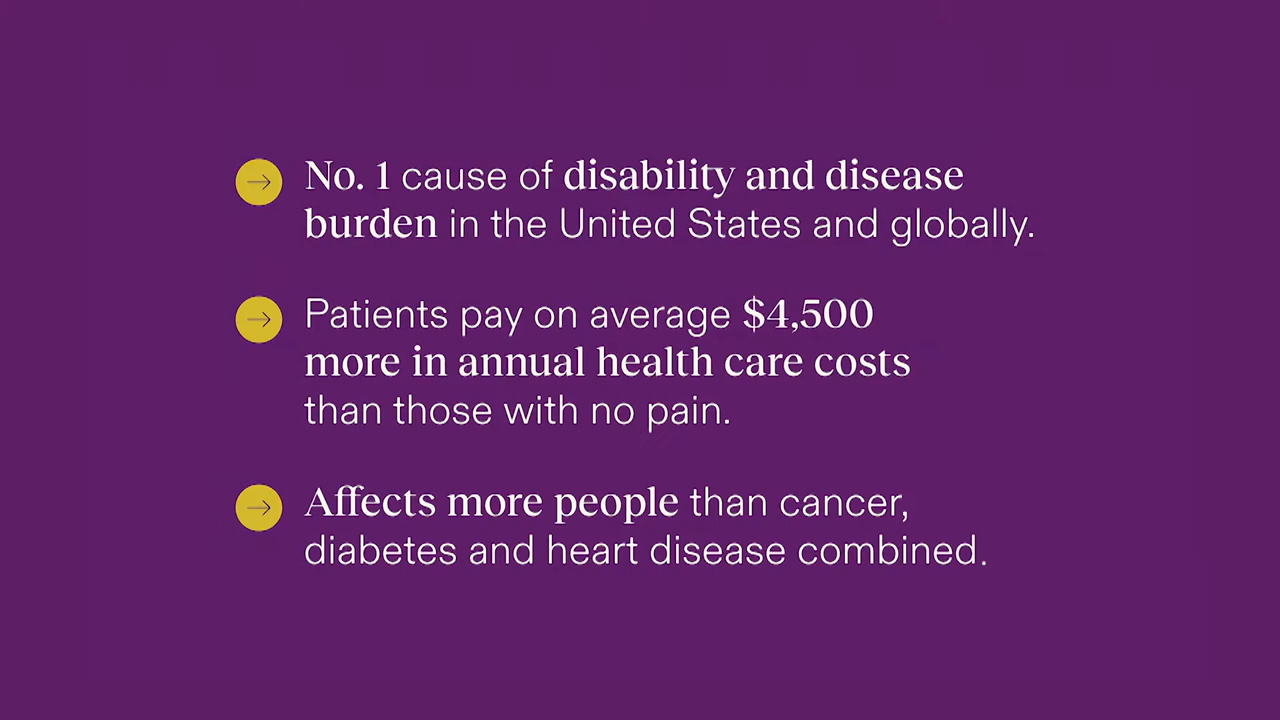 No. 1 cause of disability and disease
burden in the United States and globally.
Patients pay on average $4,500
more in annual health care costs
than those with no pain.
Affects more people than cancer,
diabetes and heart disease combined.